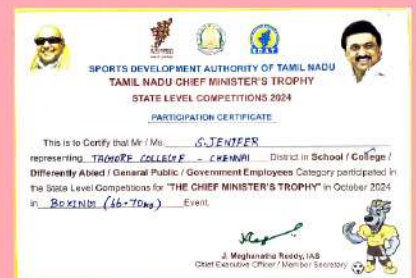 SPORTS DEVELOPMENT AUTHORITY OF TAMIL NADU
TAMIL NADU CHIEF MINISTER'S TROPHY
STATE LEVEL COMPETITIONS 2024
PARTICIPATION CERTIFICATE
This is to Certify that Mr / Ms. S.JENIFER
representing TAGORE COLLEGE - CHENNAI District in School / College /
Differently Abled / General Public / Government Employees Category participated in
the State Level Competitions for "THE CHIEF MINISTER'S TROPHY" in October 2024
in BOXING (66-70kg) Event.
J. Meghanatha Reddy, IAS
Chief Executive Officer / Member Secretary